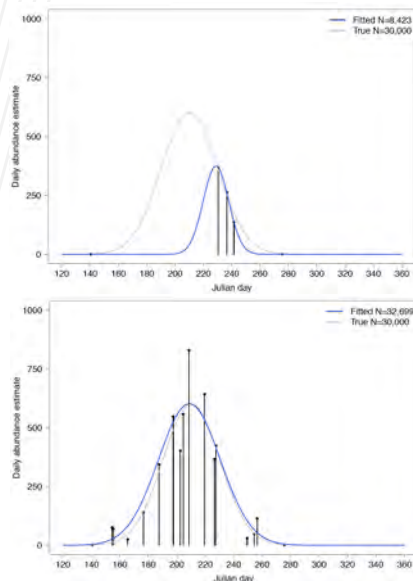 Fitted N=8,423
True N=30,000
1000
750
500
250
0
Daily abundance estimate
120 140 160 180 200 220 240 260 280 300 320 340 360
Julian day
Fitted N=32,699
True N=30,000
1000
750
500
250
0
Daily abundance estimate
120 140 160 180 200 220 240 260 280 300 320 340 360
Julian day